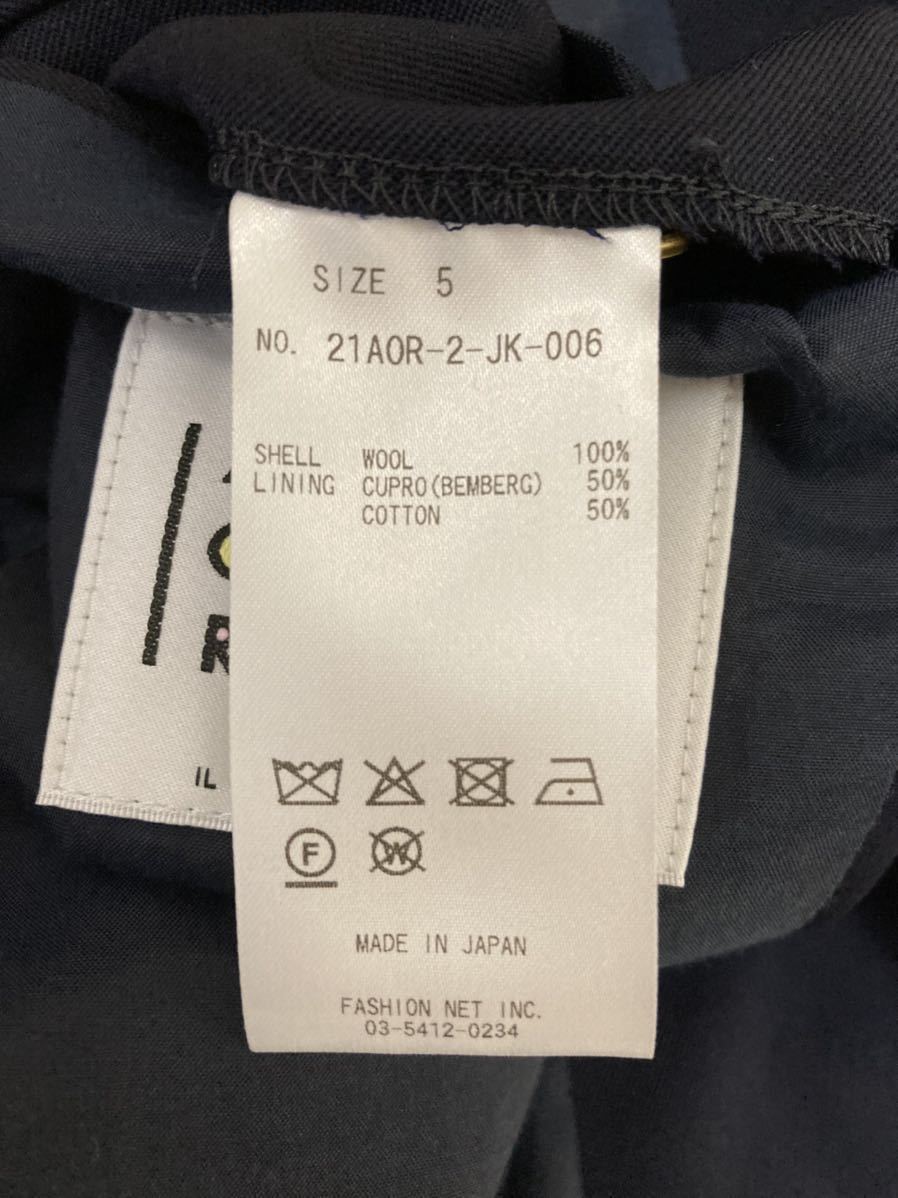 SIZE 5
NO. 21AOR-2-JK-006
SHELL WOOL 100%
LINING CUPRO(BEMBERG) 50%
COTTON 50%
F
W
MADE IN JAPAN
FASHION NET INC.
03-5412-0234
R
IL